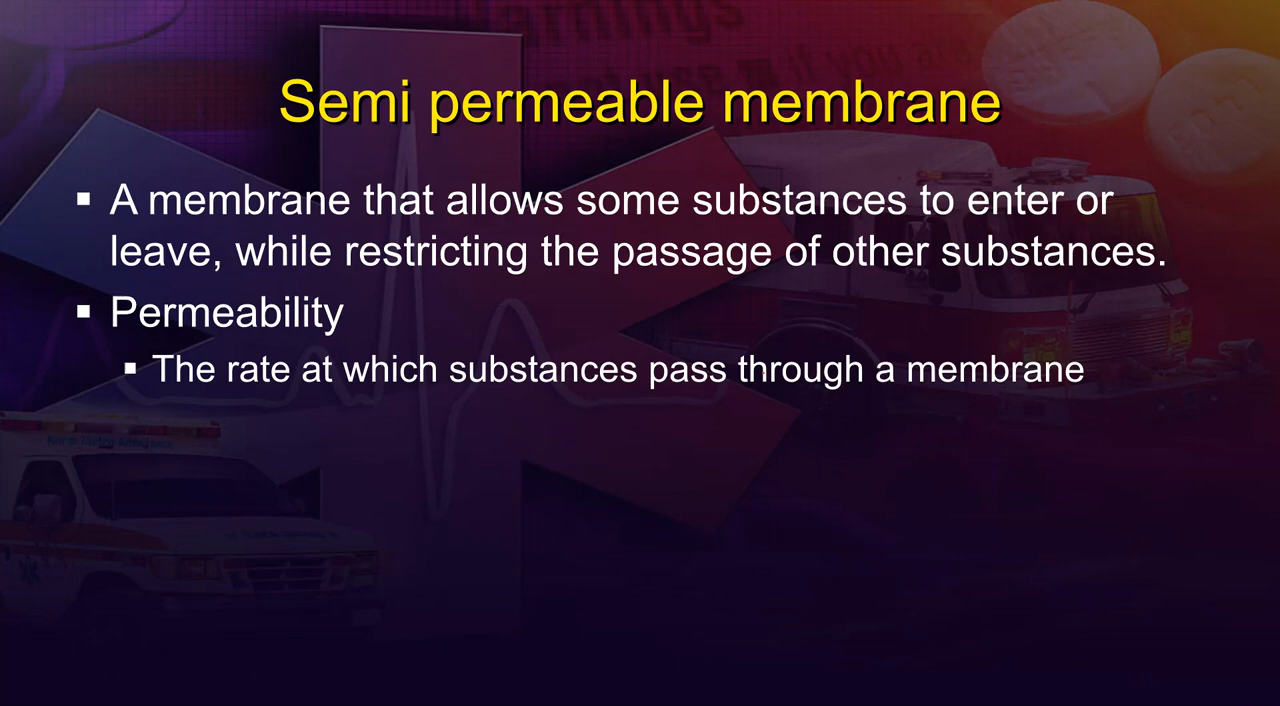 Semi permeable membrane
▪ A membrane that allows some substances to enter or
leave, while restricting the passage of other substances.
▪ Permeability
▪ The rate at which substances pass through a membrane